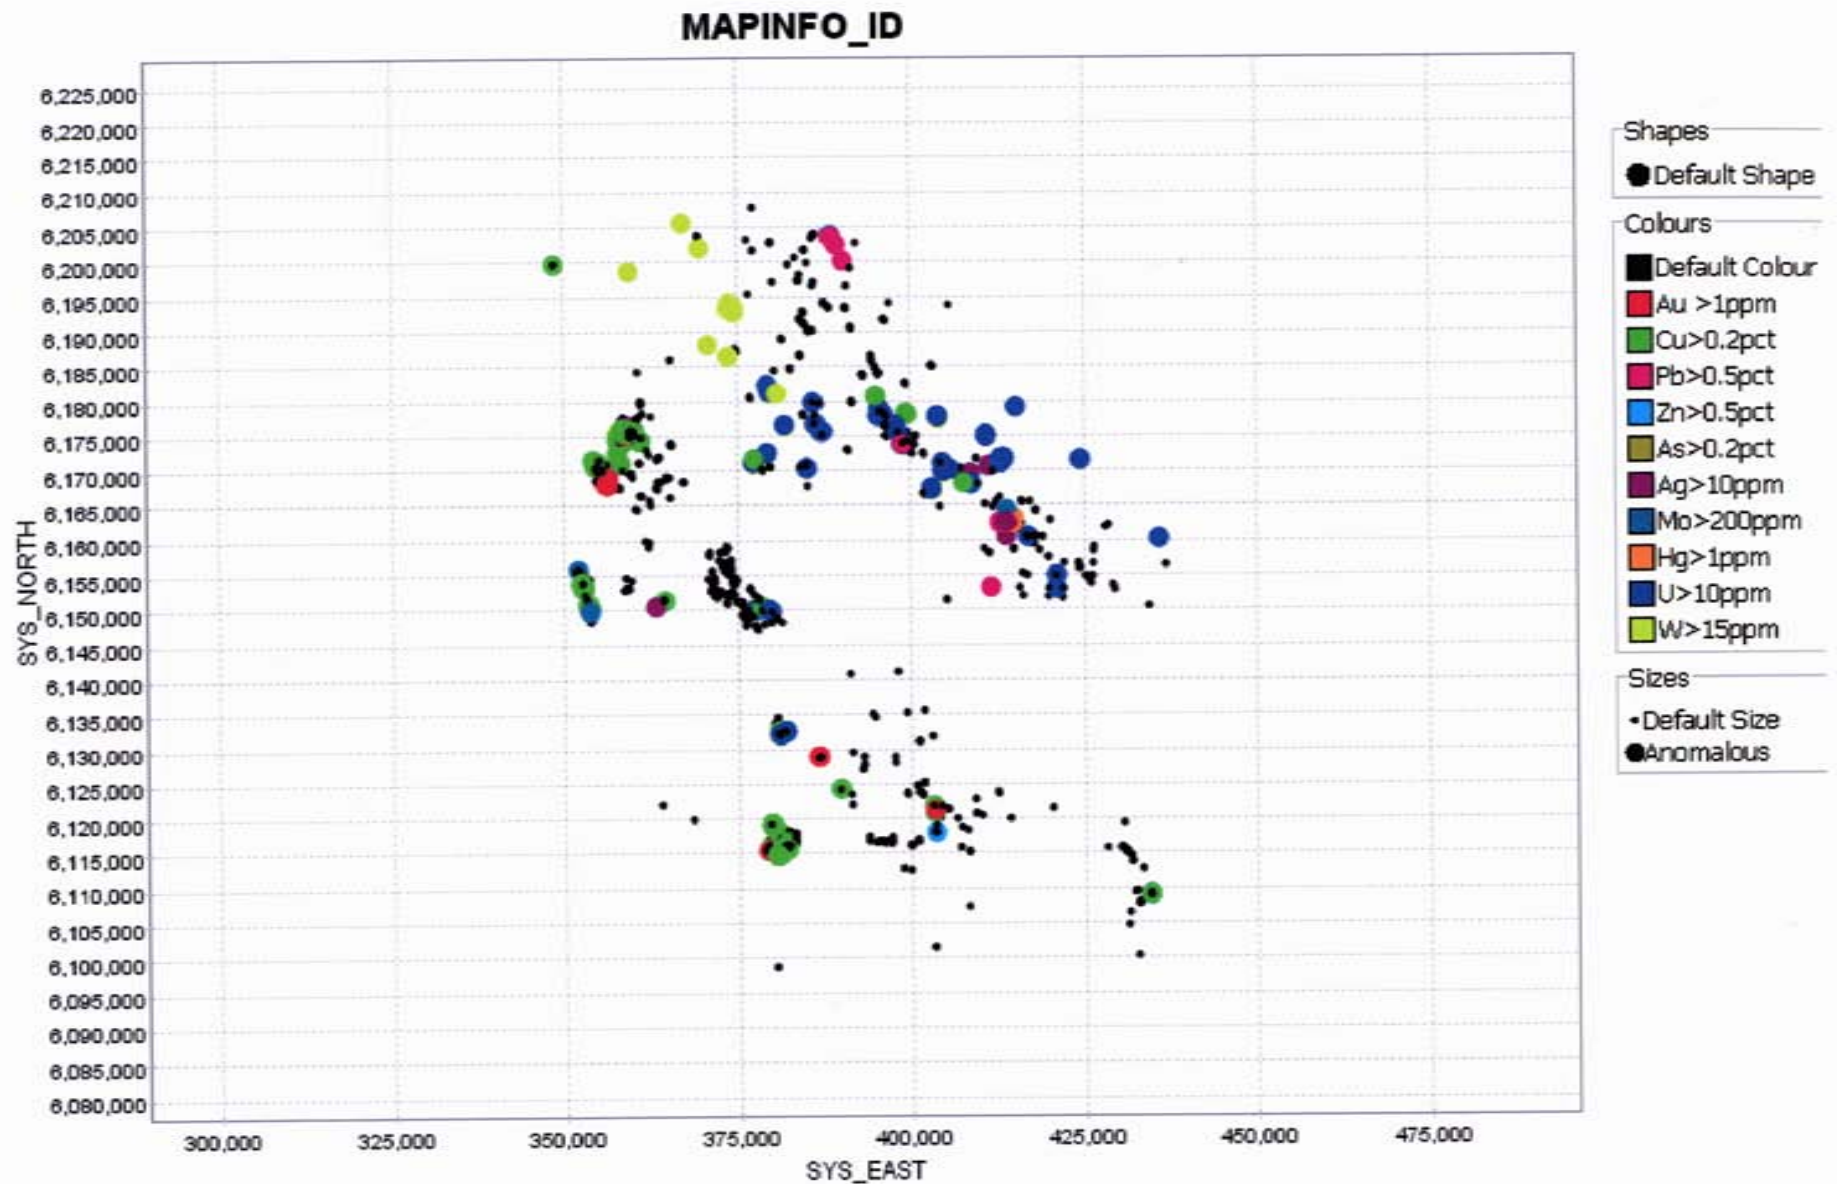 MAPINFO_ID
6,225,000
6,220,000
6,215,000
6,210,000
6,205,000
6,200,000
6,195,000
6,190,000
6,185,000
6,180,000
6,175,000
6,170,000
6,165,000
6,160,000
6,155,000
6,150,000
6,145,000
6,140,000
6,135,000
6,130,000
6,125,000
6,120,000
6,115,000
6,110,000
6,105,000
6,100,000
6,095,000
6,090,000
6,085,000
6,080,000
SYS_NORTH
300,000 325,000 350,000 375,000 400,000 425,000 450,000 475,000
SYS_EAST
Shapes
Default Shape
Colours
Default Colour
Au >1ppm
Cu>0.2pct
Pb>0.5pct
Zn>0.5pct
As>0.2pct
Ag>10ppm
Mo>200ppm
Hg>1ppm
U>10ppm
W>15ppm
Sizes
Default Size
Anomalous